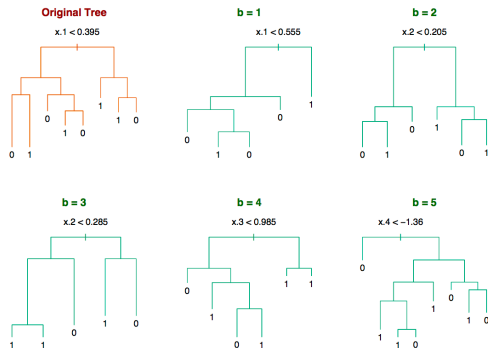 Original Tree
b = 1
b = 2
x.1 < 0.395
x.1 < 0.555
x.2 < 0.205
0 1 0 1 0 1 1 0
0 1 0 0 1
0 1 0 1 0 1
b = 3
b = 4
b = 5
x.2 < 0.285
x.3 < 0.985
x.4 < −1.36
1 1 0 1 0
0 1 0 1 1 1
0 1 1 0 1 0 1 0